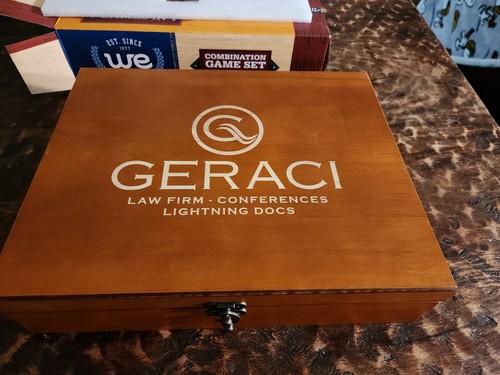 EST. SINCE
1977
we
COMBINATION
GAME SET
G
GERACI
LAW FIRM - CONFERENCES
LIGHTNING DOCS